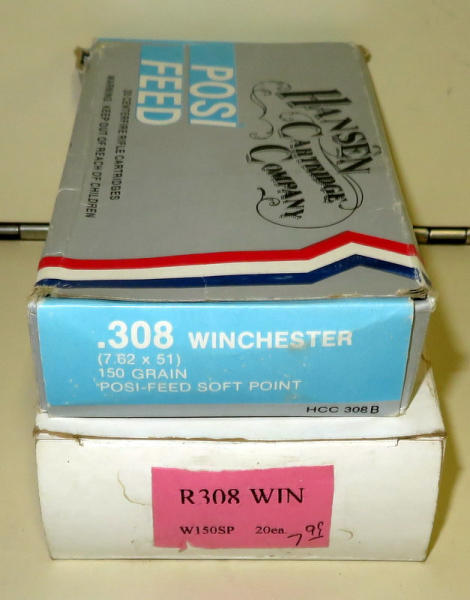 HANSEN
CARTRIDGE
COMPANY
POSI
FEED
20 CENTERFIRE RIFLE CARTRIDGES
WARNING: KEEP OUT OF REACH OF CHILDREN
.308 WINCHESTER
(7.62 x 51)
150 GRAIN
POSI-FEED SOFT POINT
HCC 308B
R308 WIN
W150SP 20ea. 7.99